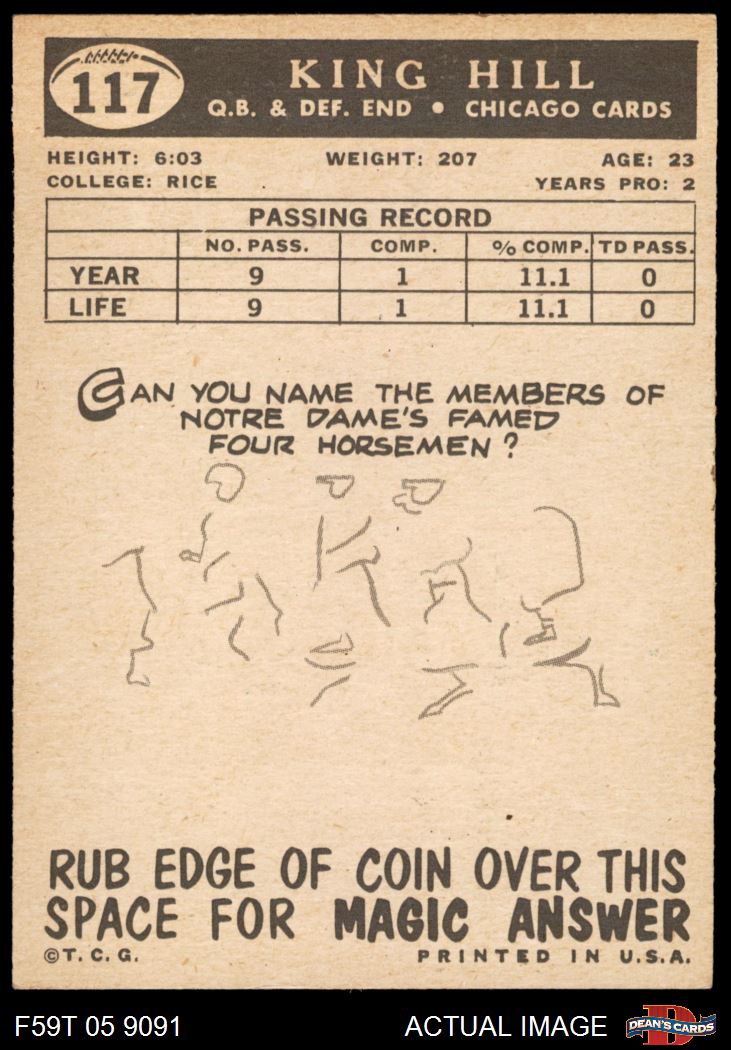 117
KING HILL
Q.B. & DEF. END • CHICAGO CARDS
HEIGHT: 6:03 WEIGHT: 207 AGE: 23
COLLEGE: RICE YEARS PRO: 2
PASSING RECORD
NO. PASS. COMP. % COMP. TD PASS.
YEAR 9 1 11.1 0
LIFE 9 1 11.1 0
CAN YOU NAME THE MEMBERS OF
NOTRE DAME'S FAMED
FOUR HORSEMEN?
RUB EDGE OF COIN OVER THIS
SPACE FOR MAGIC ANSWER
©T.C.G. PRINTED IN U.S.A.
F59T 05 9091 ACTUAL IMAGE D DEAN'S CARDS